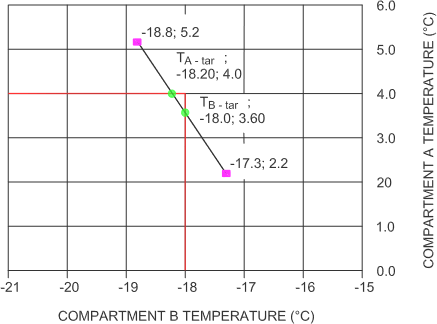 6.0
-18.8; 5.2
5.0
TA - tar ;
-18.20; 4.0
4.0
TB - tar ;
-18.0; 3.60
3.0
-17.3; 2.2
20
1.0
0.0
-21 -20 -19 -18 -17 -16 -15
COMPARTMENT B TEMPERATURE (°C)
COMPARTMENT A TEMPERATURE (°C)